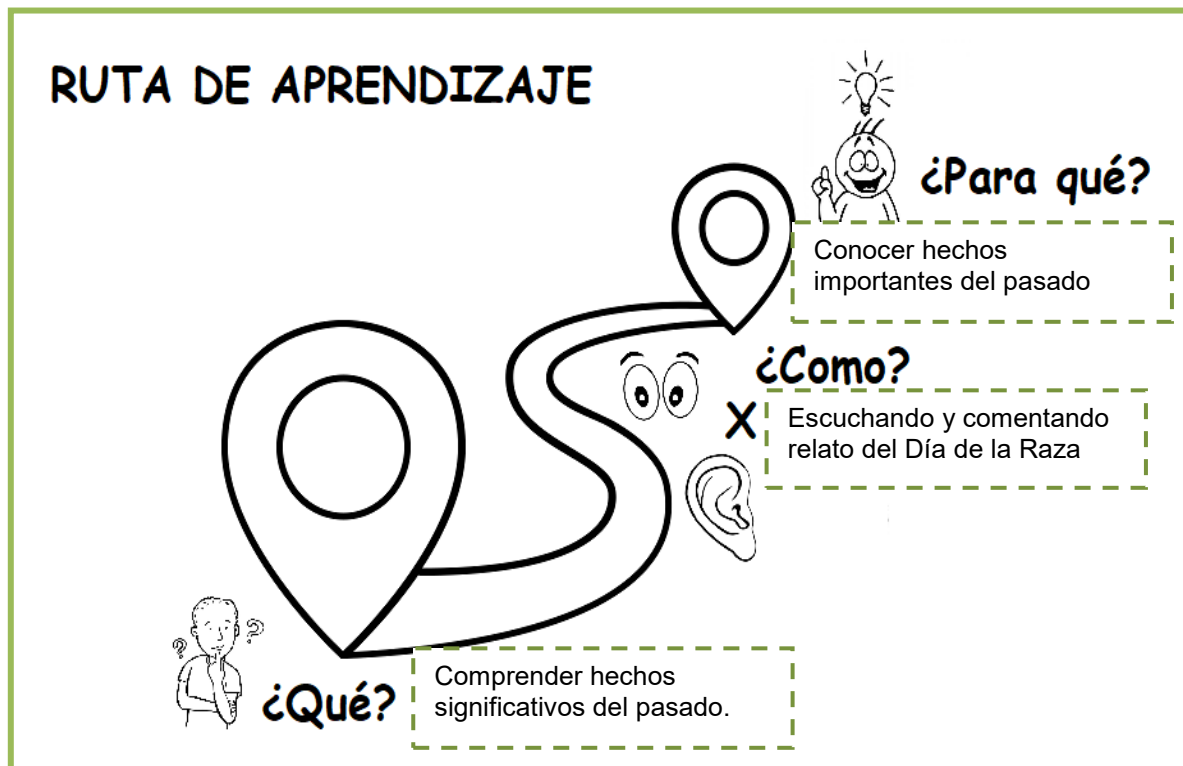 RUTA DE APRENDIZAJE
¿Para qué?
Conocer hechos
importantes del pasado
¿Como?
X
Escuchando y comentando
relato del Día de la Raza
? ?
¿Qué?
Comprender hechos
significativos del pasado.